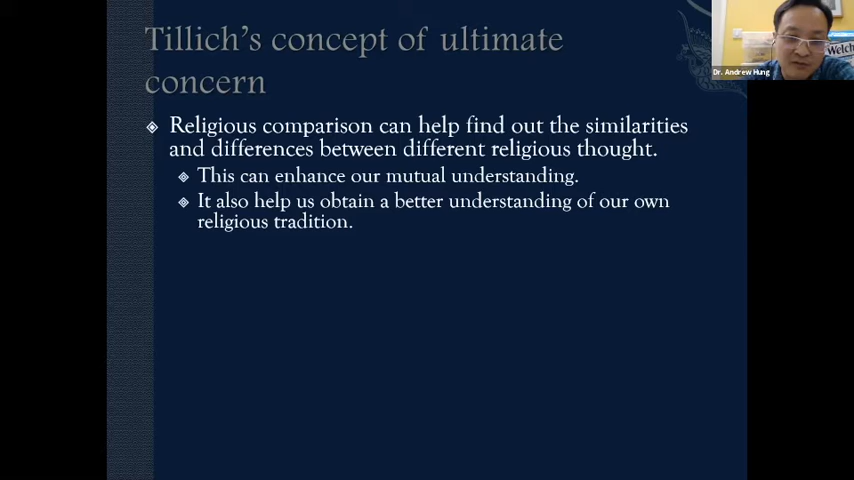 Tillich's concept of ultimate
concern
Religious comparison can help find out the similarities
and differences between different religious thought.
This can enhance our mutual understanding.
It also help us obtain a better understanding of our own
religious tradition.
Dr. Andrew Hung
Welch